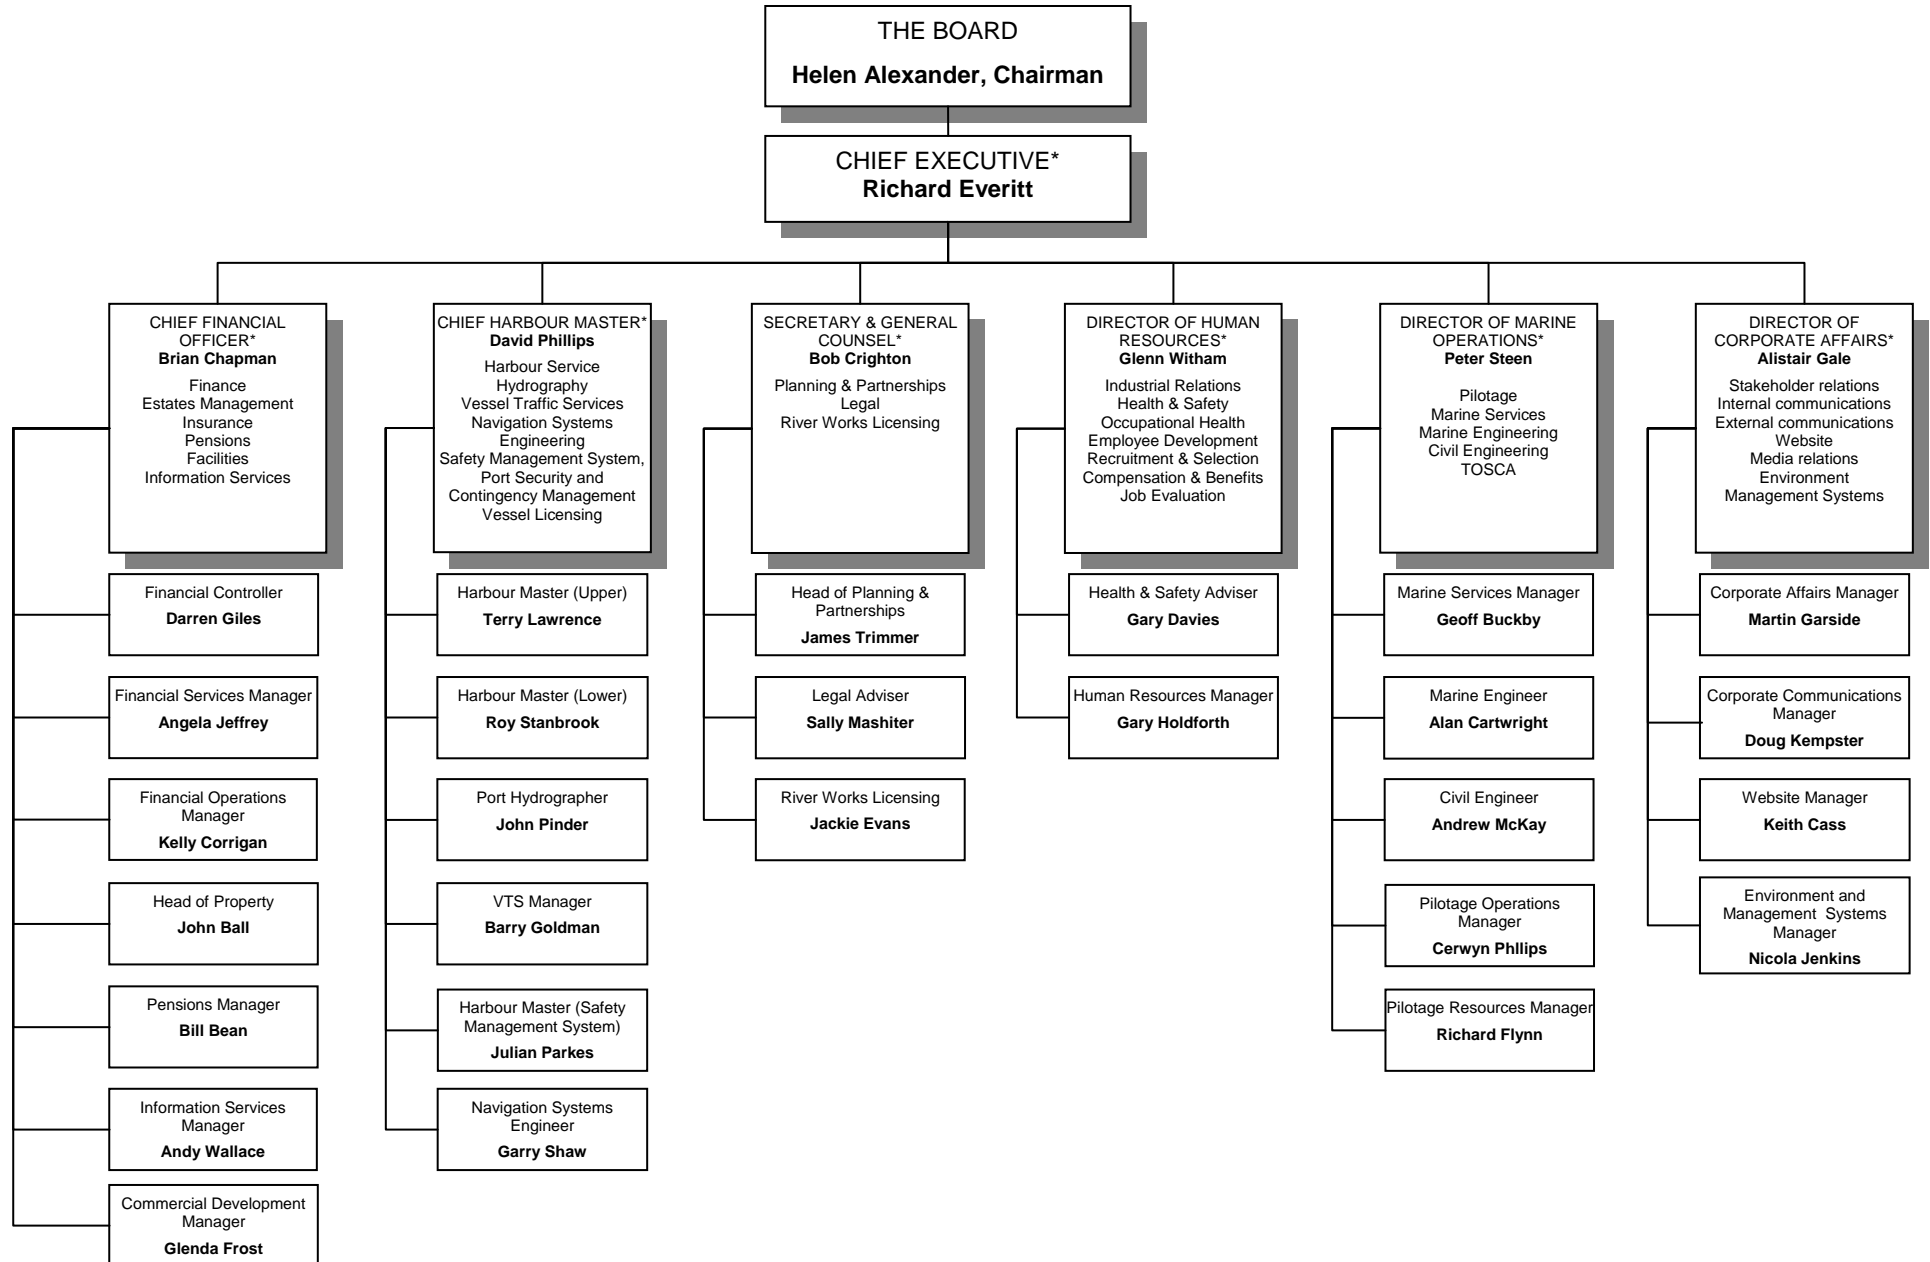 THE BOARD
Helen Alexander, Chairman
CHIEF EXECUTIVE*
Richard Everitt
CHIEF FINANCIAL
OFFICER*
Brian Chapman
Finance
Estates Management
Insurance
Pensions
Facilities
Information Services
CHIEF HARBOUR MASTER*
David Phillips
Harbour Service
Hydrography
Vessel Traffic Services
Navigation Systems
Engineering
Safety Management System,
Port Security and
Contingency Management
Vessel Licensing
SECRETARY & GENERAL
COUNSEL*
Bob Crighton
Planning & Partnerships
Legal
River Works Licensing
DIRECTOR OF HUMAN
RESOURCES*
Glenn Witham
Industrial Relations
Health & Safety
Occupational Health
Employee Development
Recruitment & Selection
Compensation & Benefits
Job Evaluation
DIRECTOR OF MARINE
OPERATIONS*
Peter Steen
Pilotage
Marine Services
Marine Engineering
Civil Engineering
TOSCA
DIRECTOR OF
CORPORATE AFFAIRS*
Alistair Gale
Stakeholder relations
Internal communications
External communications
Website
Media relations
Environment
Management Systems
Financial Controller
Darren Giles
Financial Services Manager
Angela Jeffrey
Financial Operations
Manager
Kelly Corrigan
Head of Property
John Ball
Pensions Manager
Bill Bean
Information Services
Manager
Andy Wallace
Commercial Development
Manager
Glenda Frost
Harbour Master (Upper)
Terry Lawrence
Harbour Master (Lower)
Roy Stanbrook
Port Hydrographer
John Pinder
VTS Manager
Barry Goldman
Harbour Master (Safety
Management System)
Julian Parkes
Navigation Systems
Engineer
Garry Shaw
Head of Planning &
Partnerships
James Trimmer
Legal Adviser
Sally Mashiter
River Works Licensing
Jackie Evans
Health & Safety Adviser
Gary Davies
Human Resources Manager
Gary Holdforth
Marine Services Manager
Geoff Buckby
Marine Engineer
Alan Cartwright
Civil Engineer
Andrew McKay
Pilotage Operations
Manager
Cerwyn Phllips
Pilotage Resources Manager
Richard Flynn
Corporate Affairs Manager
Martin Garside
Corporate Communications
Manager
Doug Kempster
Website Manager
Keith Cass
Environment and
Management  Systems
Manager
Nicola Jenkins